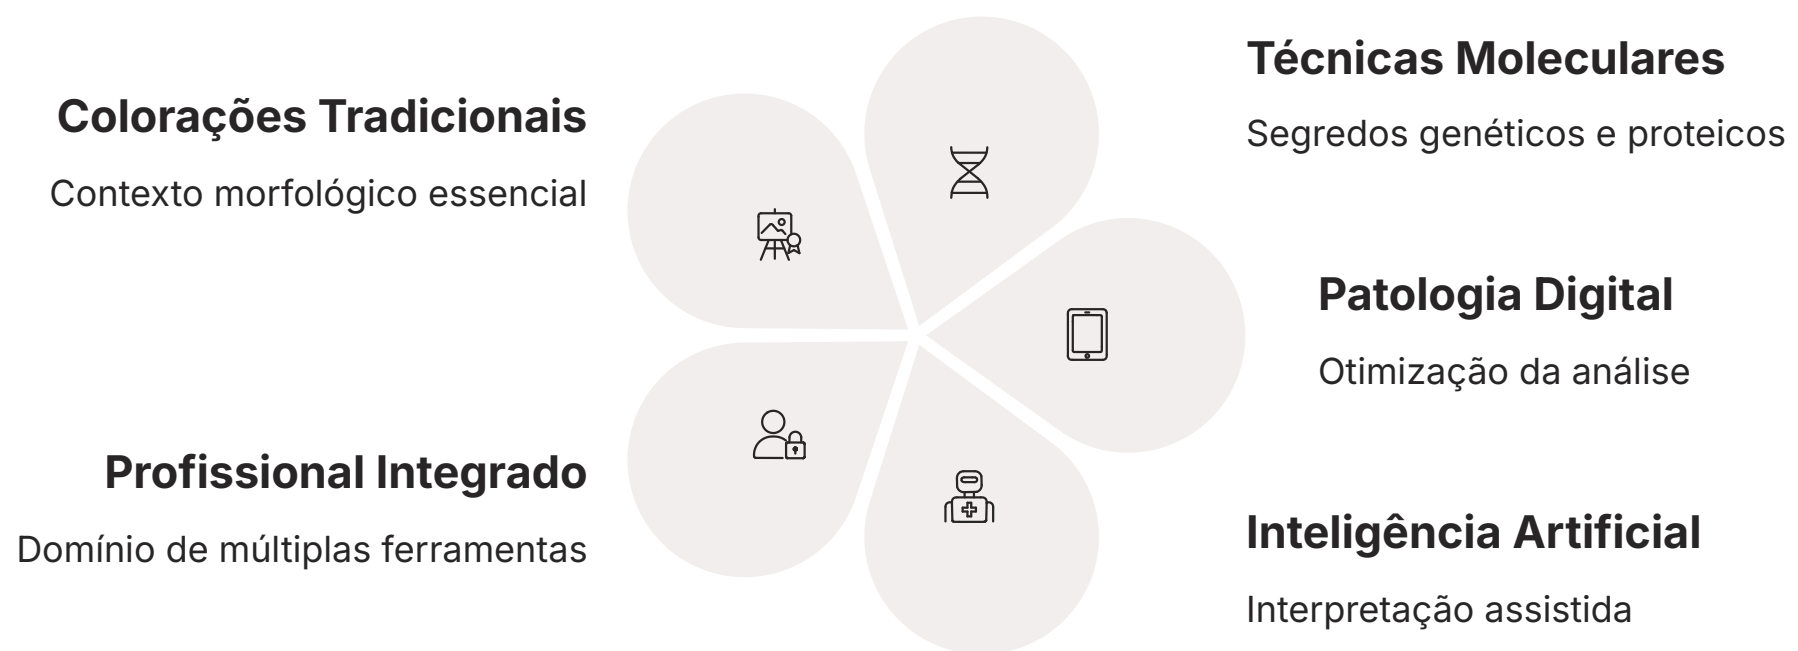 Colorações Tradicionais
Contexto morfológico essencial
Técnicas Moleculares
Segredos genéticos e proteicos
Patologia Digital
Otimização da análise
Profissional Integrado
Domínio de múltiplas ferramentas
Inteligência Artificial
Interpretação assistida